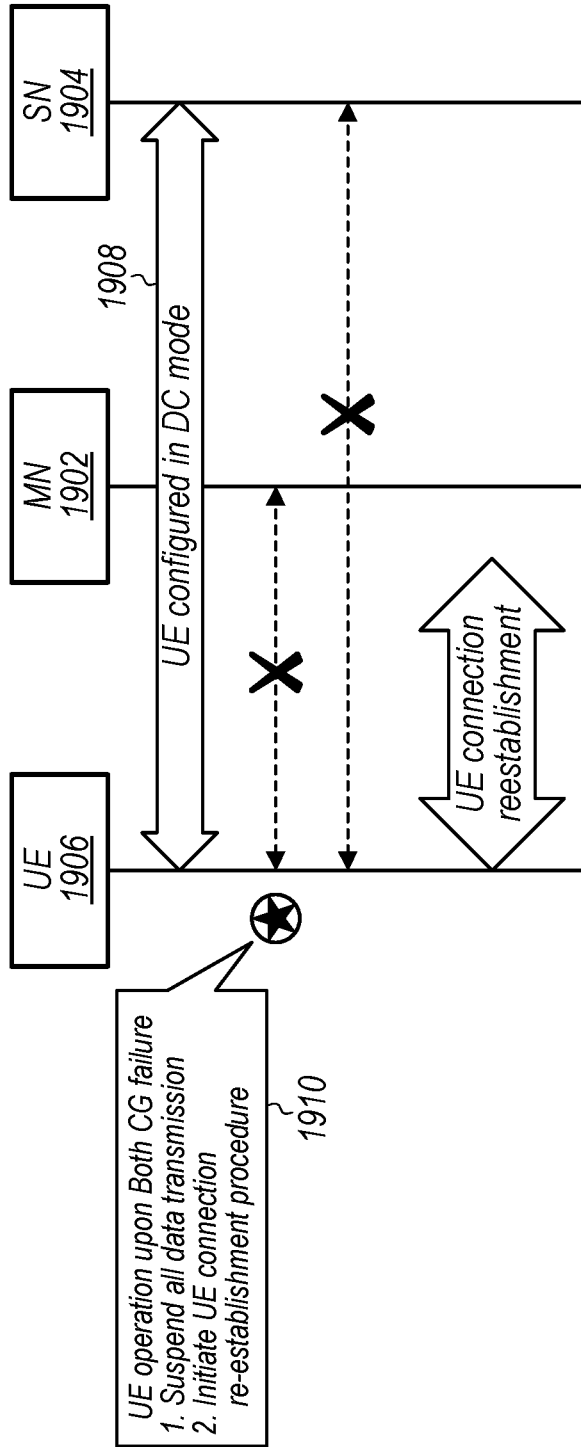 UE
1906
MN
1902
SN
1904
1908
UE configured in DC mode
UE operation upon Both CG failure
1. Suspend all data transmission
2. Initiate UE connection
re-establishment procedure
1910
UE connection
reestablishment